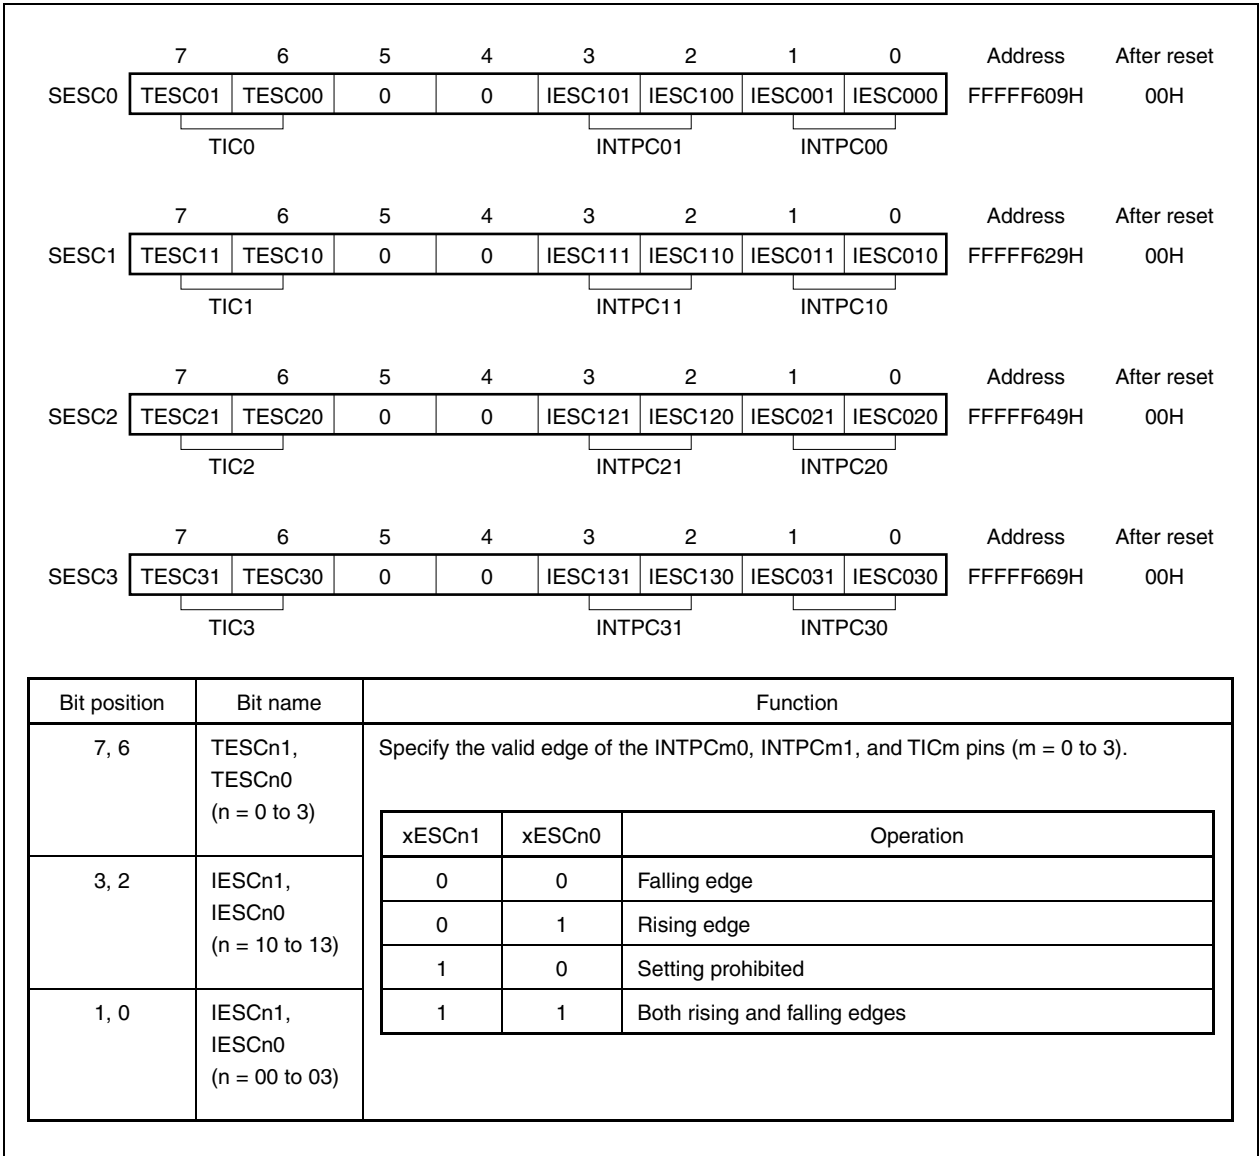 7 6 5 4 3 2 1 0 Address After reset
SESC0 TESC01 TESC00 0 0 IESC101 IESC100 IESC001 IESC000 FFFFF609H 00H
TIC0 INTPC01 INTPC00
7 6 5 4 3 2 1 0 Address After reset
SESC1 TESC11 TESC10 0 0 IESC111 IESC110 IESC011 IESC010 FFFFF629H 00H
TIC1 INTPC11 INTPC10
7 6 5 4 3 2 1 0 Address After reset
SESC2 TESC21 TESC20 0 0 IESC121 IESC120 IESC021 IESC020 FFFFF649H 00H
TIC2 INTPC21 INTPC20
7 6 5 4 3 2 1 0 Address After reset
SESC3 TESC31 TESC30 0 0 IESC131 IESC130 IESC031 IESC030 FFFFF669H 00H
TIC3 INTPC31 INTPC30
Bit position Bit name Function
7, 6 TESCn1,
TESCn0
(n = 0 to 3)
3, 2 IESCn1,
IESCn0
(n = 10 to 13)
1, 0 IESCn1,
IESCn0
(n = 00 to 03)
Specify the valid edge of the INTPCm0, INTPCm1, and TICm pins (m = 0 to 3).
xESCn1 xESCn0 Operation
0 0 Falling edge
0 1 Rising edge
1 0 Setting prohibited
1 1 Both rising and falling edges